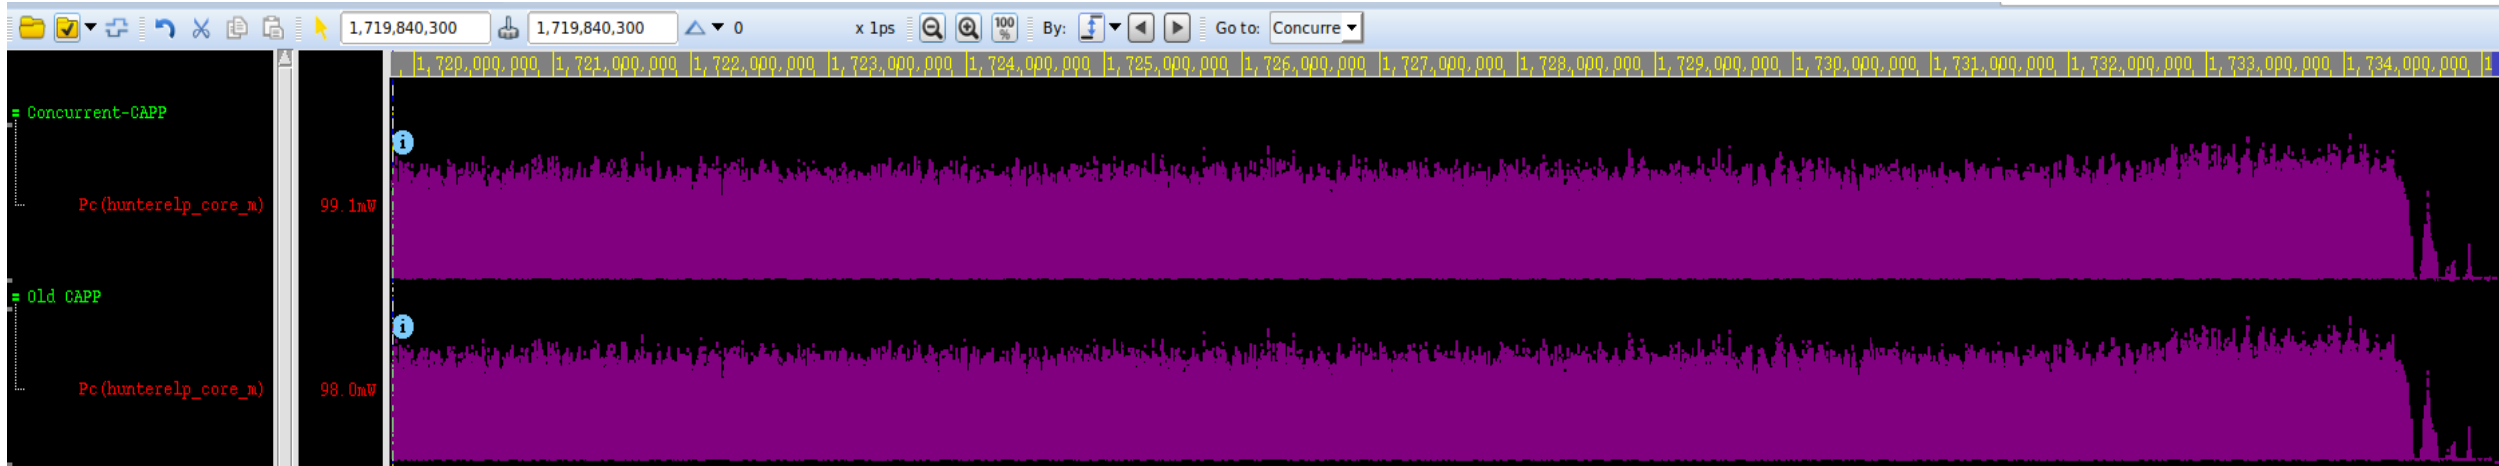 1,719,840,300 1,719,840,300 0 x 1ps 100 % By: Go to: Concurre
1,720,000,000 1,721,000,000 1,722,000,000 1,723,000,000 1,724,000,000 1,725,000,000 1,726,000,000 1,727,000,000 1,728,000,000 1,729,000,000 1,730,000,000 1,731,000,000 1,732,000,000 1,733,000,000 1,734,000,000 1
= Concurrent-CAPP
i
Pc(hunterelp_core_m) 99.1mW
= Old CAPP
i
Pc(hunterelp_core_m) 98.0mW